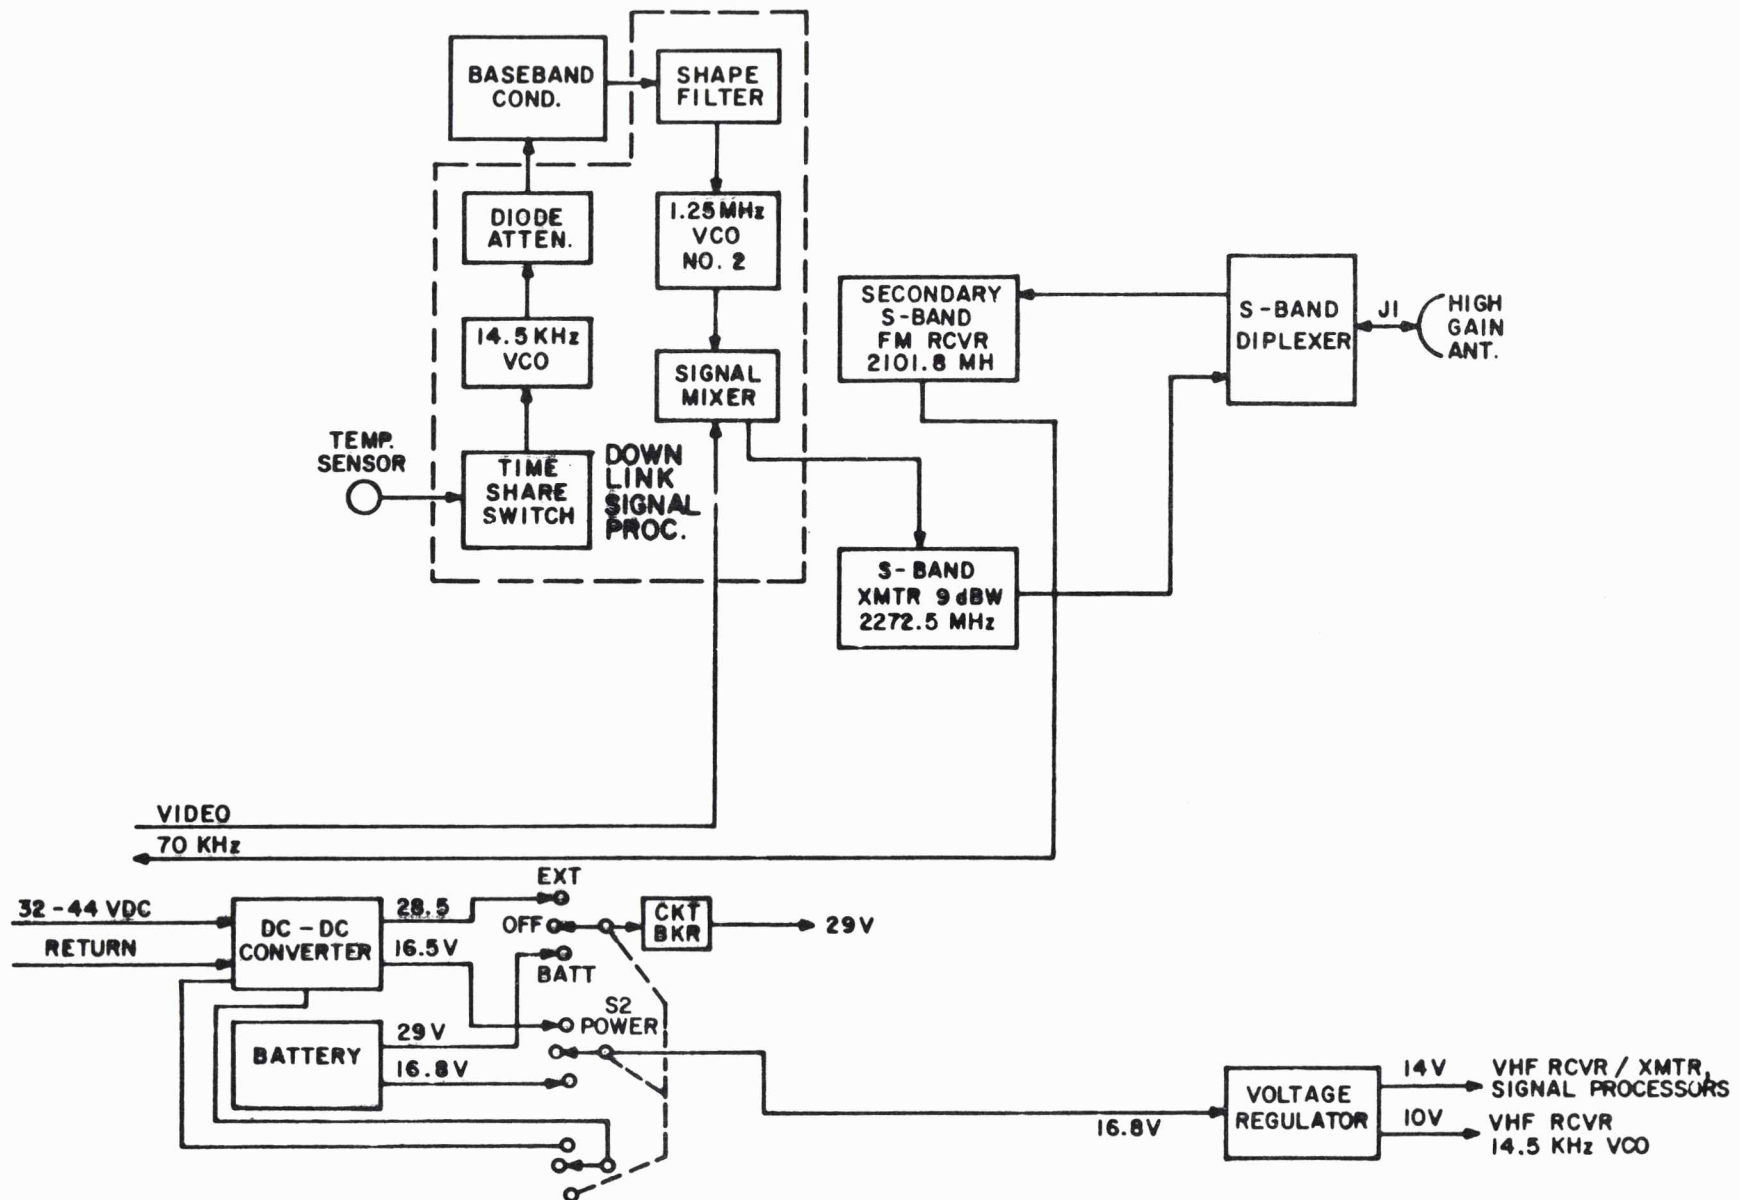 BASEBAND
COND.
SHAPE
FILTER
DIODE
ATTEN.
1.25MHz
VCO
NO. 2
14.5 KHz
VCO
SIGNAL
MIXER
SECONDARY
S-BAND
FM RCVR
2101.8 MH
S-BAND
DIPLEXER
J1
HIGH
GAIN
ANT.
TEMP.
SENSOR
TIME
SHARE
SWITCH
DOWN
LINK
SIGNAL
PROC.
S-BAND
XMTR 9 dBW
2272.5 MHz
VIDEO
70 KHz
32-44 VDC
RETURN
DC-DC
CONVERTER
28.5
16.5V
EXT
OFF
BATT
CKT
BKR
29V
S2
POWER
BATTERY
29V
16.8V
16.8V
VOLTAGE
REGULATOR
14V
VHF RCVR / XMTR,
SIGNAL PROCESSORS
10V
VHF RCVR
14.5 KHz VCO